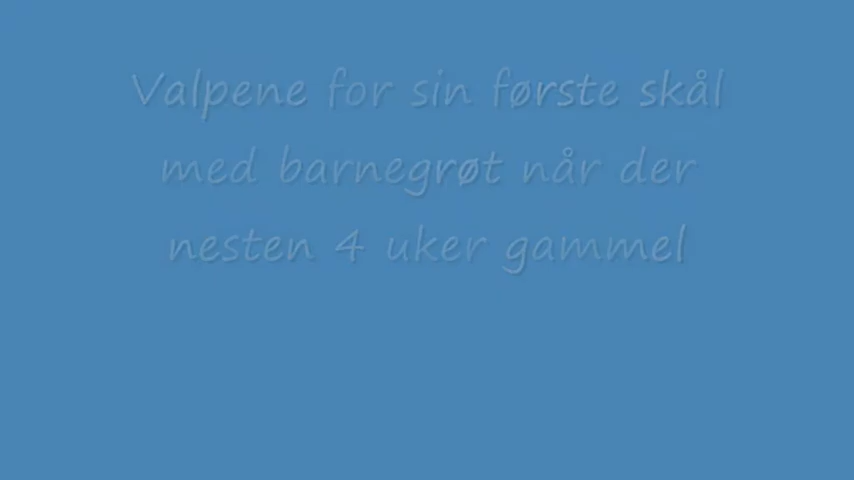 Valpene for sin første skål
med barnegrøt når der
nesten 4 uker gammel